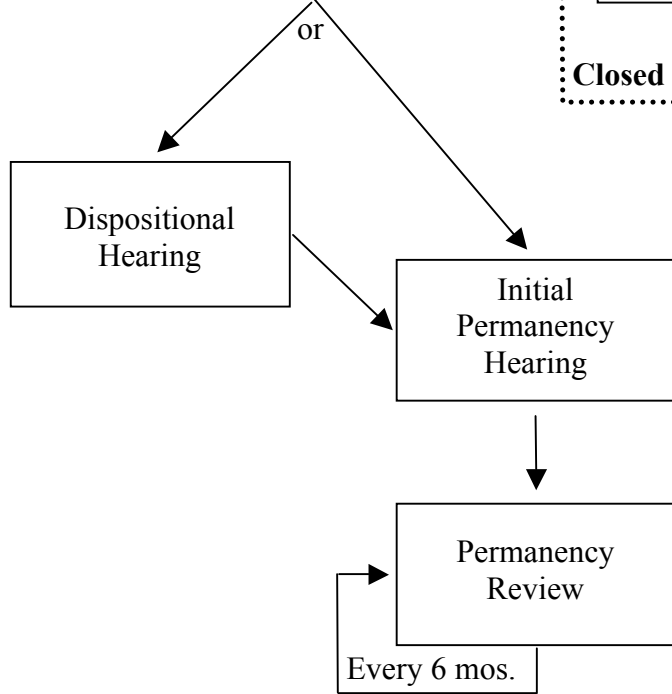 or
Closed
Dispositional
Hearing
Initial
Permanency
Hearing
Permanency
Review
Every 6 mos.